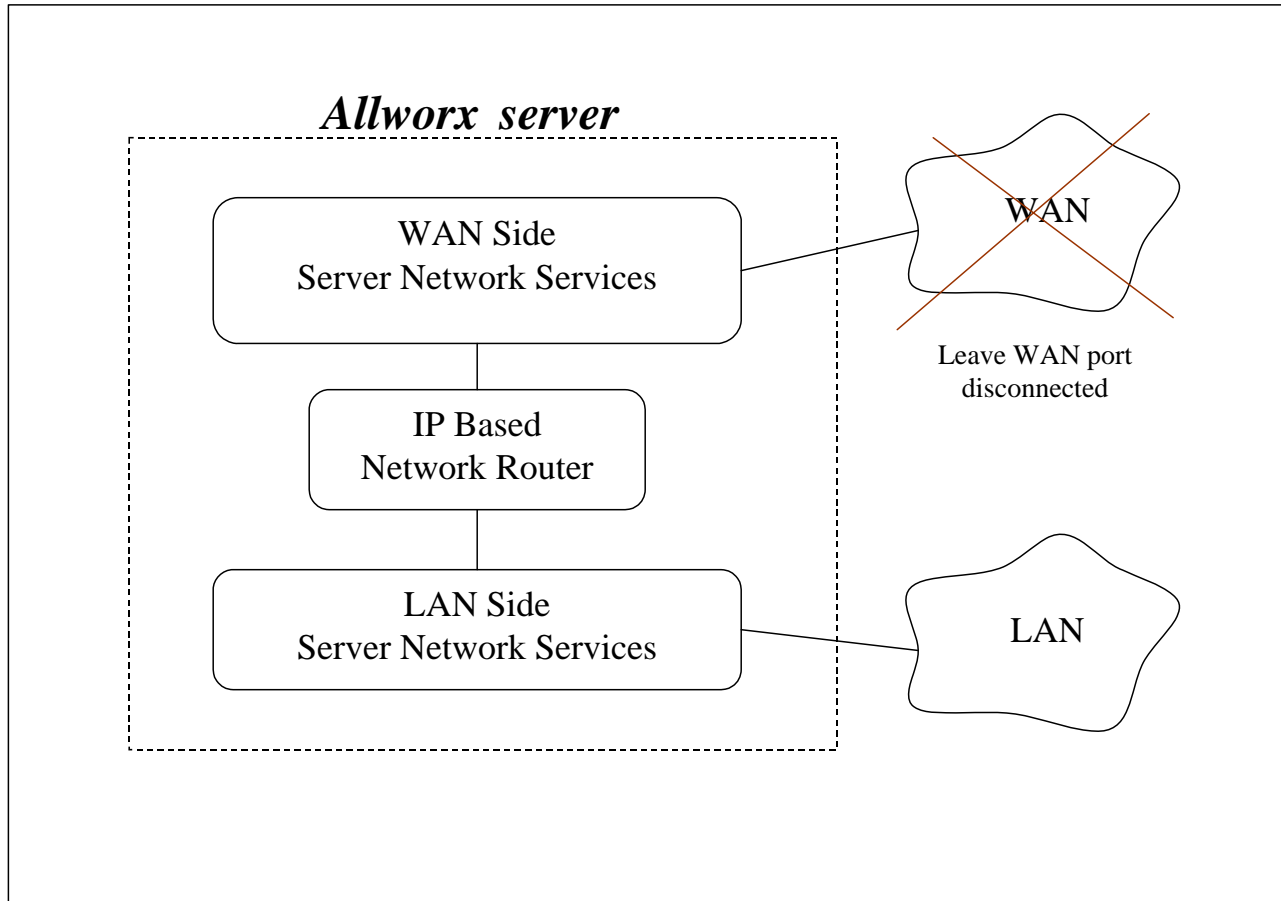 Allworx server
WAN Side
Server Network Services
WAN
Leave WAN port
disconnected
IP Based
Network Router
LAN Side
Server Network Services
LAN